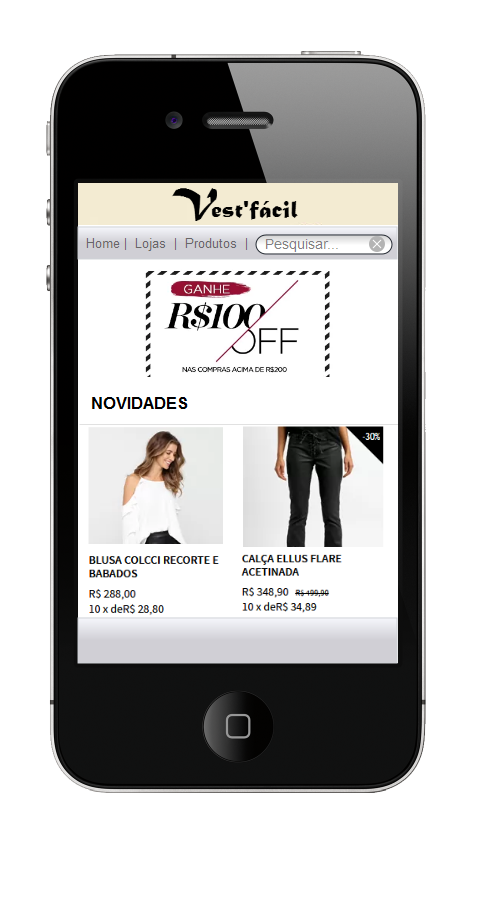 Vest'fácil
Home | Lojas | Produtos | Pesquisar...
GANHE
R$100
OFF
NAS COMPRAS ACIMA DE R$200
NOVIDADES
-30%
BLUSA COLCCI RECORTE E
BABADOS
R$ 288,00
10 x deR$ 28,80
CALÇA ELLUS FLARE
ACETINADA
R$ 348,90 R$ 499,90
10 x deR$ 34,89